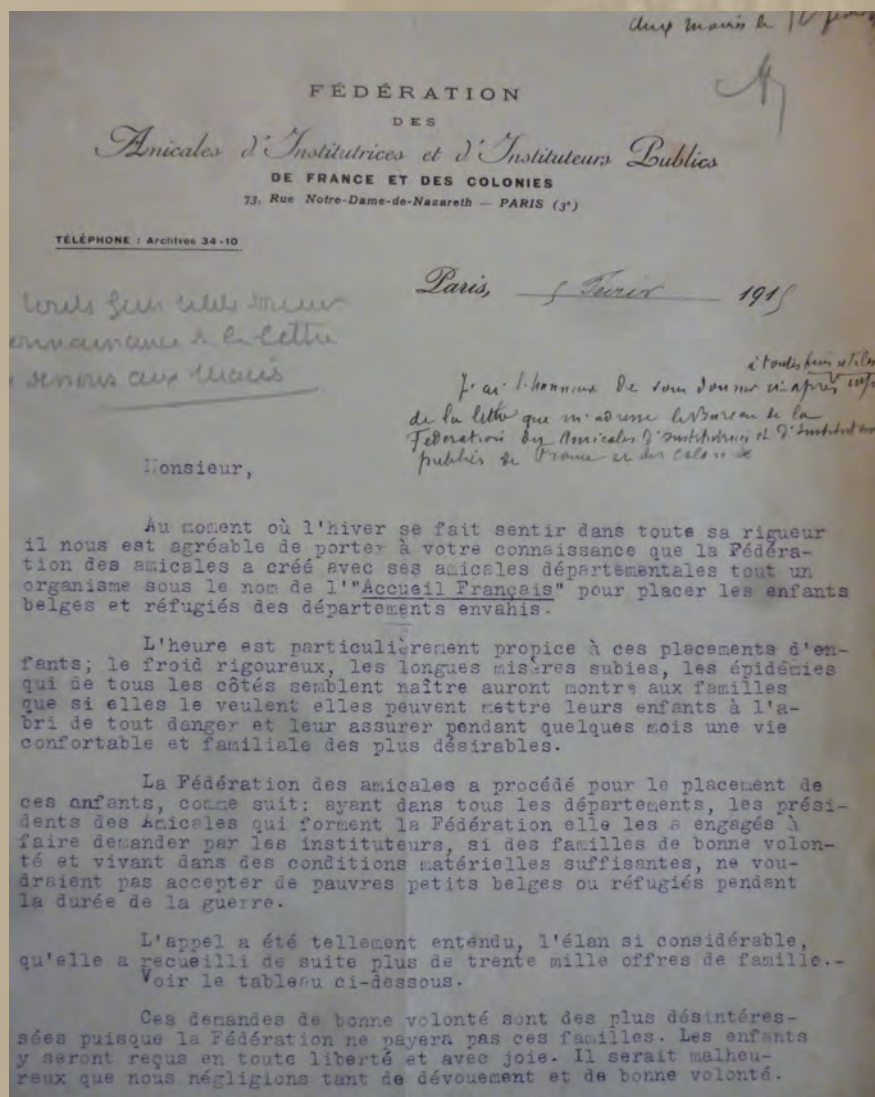 aux maires le 12
FÉDÉRATION
DES
Amicales d'Institutrices et d'Instituteurs Publics
DE FRANCE ET DES COLONIES
73, Rue Notre-Dame-de-Nazareth — PARIS (3e)
TÉLÉPHONE : Archives 34-10
Paris, 5 Février 1915
connaissance de la lettre
aux Maires
à toutes fins utiles
J'ai l'honneur de vous donner ci-après
de la lettre que m'adresse le Bureau de la
Fédération des Amicales d'Institutrices et d'Instituteurs
publics de France et des Colonies
Monsieur,
Au moment où l'hiver se fait sentir dans toute sa rigueur
il nous est agréable de porter à votre connaissance que la Fédéra-
tion des amicales a créé avec ses amicales départementales tout un
organisme sous le nom de l'"Accueil Français" pour placer les enfants
belges et réfugiés des départements envahis.
L'heure est particulièrement propice à ces placements d'en-
fants; le froid rigoureux, les longues misères subies, les épidémies
qui de tous les côtés semblent naître auront montré aux familles
que si elles le veulent elles peuvent mettre leurs enfants à l'a-
bri de tout danger et leur assurer pendant quelques mois une vie
confortable et familiale des plus désirables.
La Fédération des amicales a procédé pour le placement de
ces enfants, comme suit: ayant dans tous les départements, les prési-
dents des Amicales qui forment la Fédération elle les a engagés à
faire demander par les instituteurs, si des familles de bonne volon-
té et vivant dans des conditions matérielles suffisantes, ne vou-
draient pas accepter de pauvres petits belges ou réfugiés pendant
la durée de la guerre.
L'appel a été tellement entendu, l'élan si considérable,
qu'elle a recueilli de suite plus de trente mille offres de famille.-
Voir le tableau ci-dessous.
Ces demandes de bonne volonté sont des plus désintéres-
sées puisque la Fédération ne payera pas ces familles. Les enfants
y seront reçus en toute liberté et avec joie. Il serait malheu-
reux que nous négligions tant de dévouement et de bonne volonté.